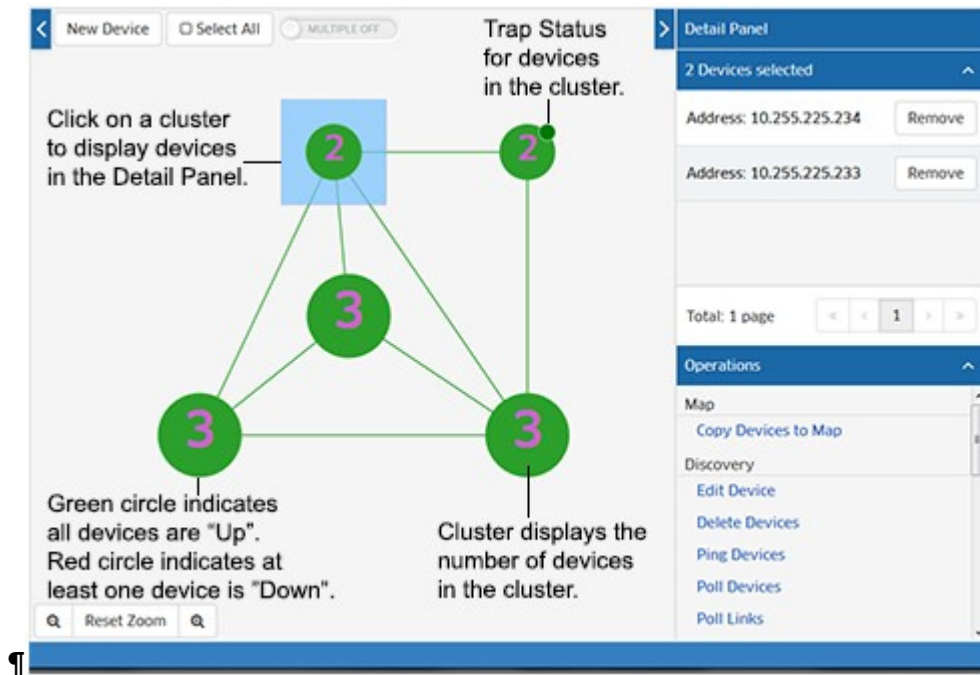 New Device
Select All
MULTIPLE OFF
Trap Status
for devices
in the cluster.
Click on a cluster
to display devices
in the Detail Panel.
2
2
3
3
3
Green circle indicates
all devices are "Up".
Red circle indicates at
least one device is "Down".
Cluster displays the
number of devices
in the cluster.
Reset Zoom
Detail Panel
2 Devices selected
Address: 10.255.225.234 Remove
Address: 10.255.225.233 Remove
Total: 1 page « ‹ 1 › »
Operations
Map
Copy Devices to Map
Discovery
Edit Device
Delete Devices
Ping Devices
Poll Devices
Poll Links
¶